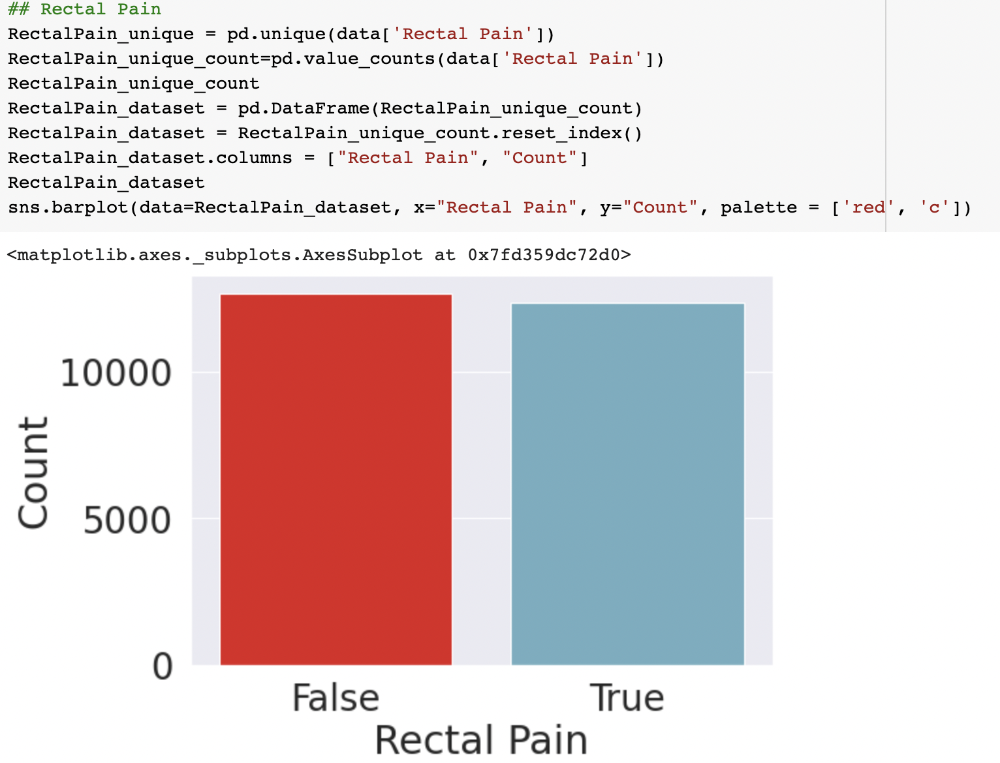 ## Rectal Pain
RectalPain_unique = pd.unique(data['Rectal Pain'])
RectalPain_unique_count=pd.value_counts(data['Rectal Pain'])
RectalPain_unique_count
RectalPain_dataset = pd.DataFrame(RectalPain_unique_count)
RectalPain_dataset = RectalPain_unique_count.reset_index()
RectalPain_dataset.columns = ["Rectal Pain", "Count"]
RectalPain_dataset
sns.barplot(data=RectalPain_dataset, x="Rectal Pain", y="Count", palette = ['red', 'c'])
<matplotlib.axes._subplots.AxesSubplot at 0x7fd359dc72d0>
10000
5000
0
Count
False True
Rectal Pain